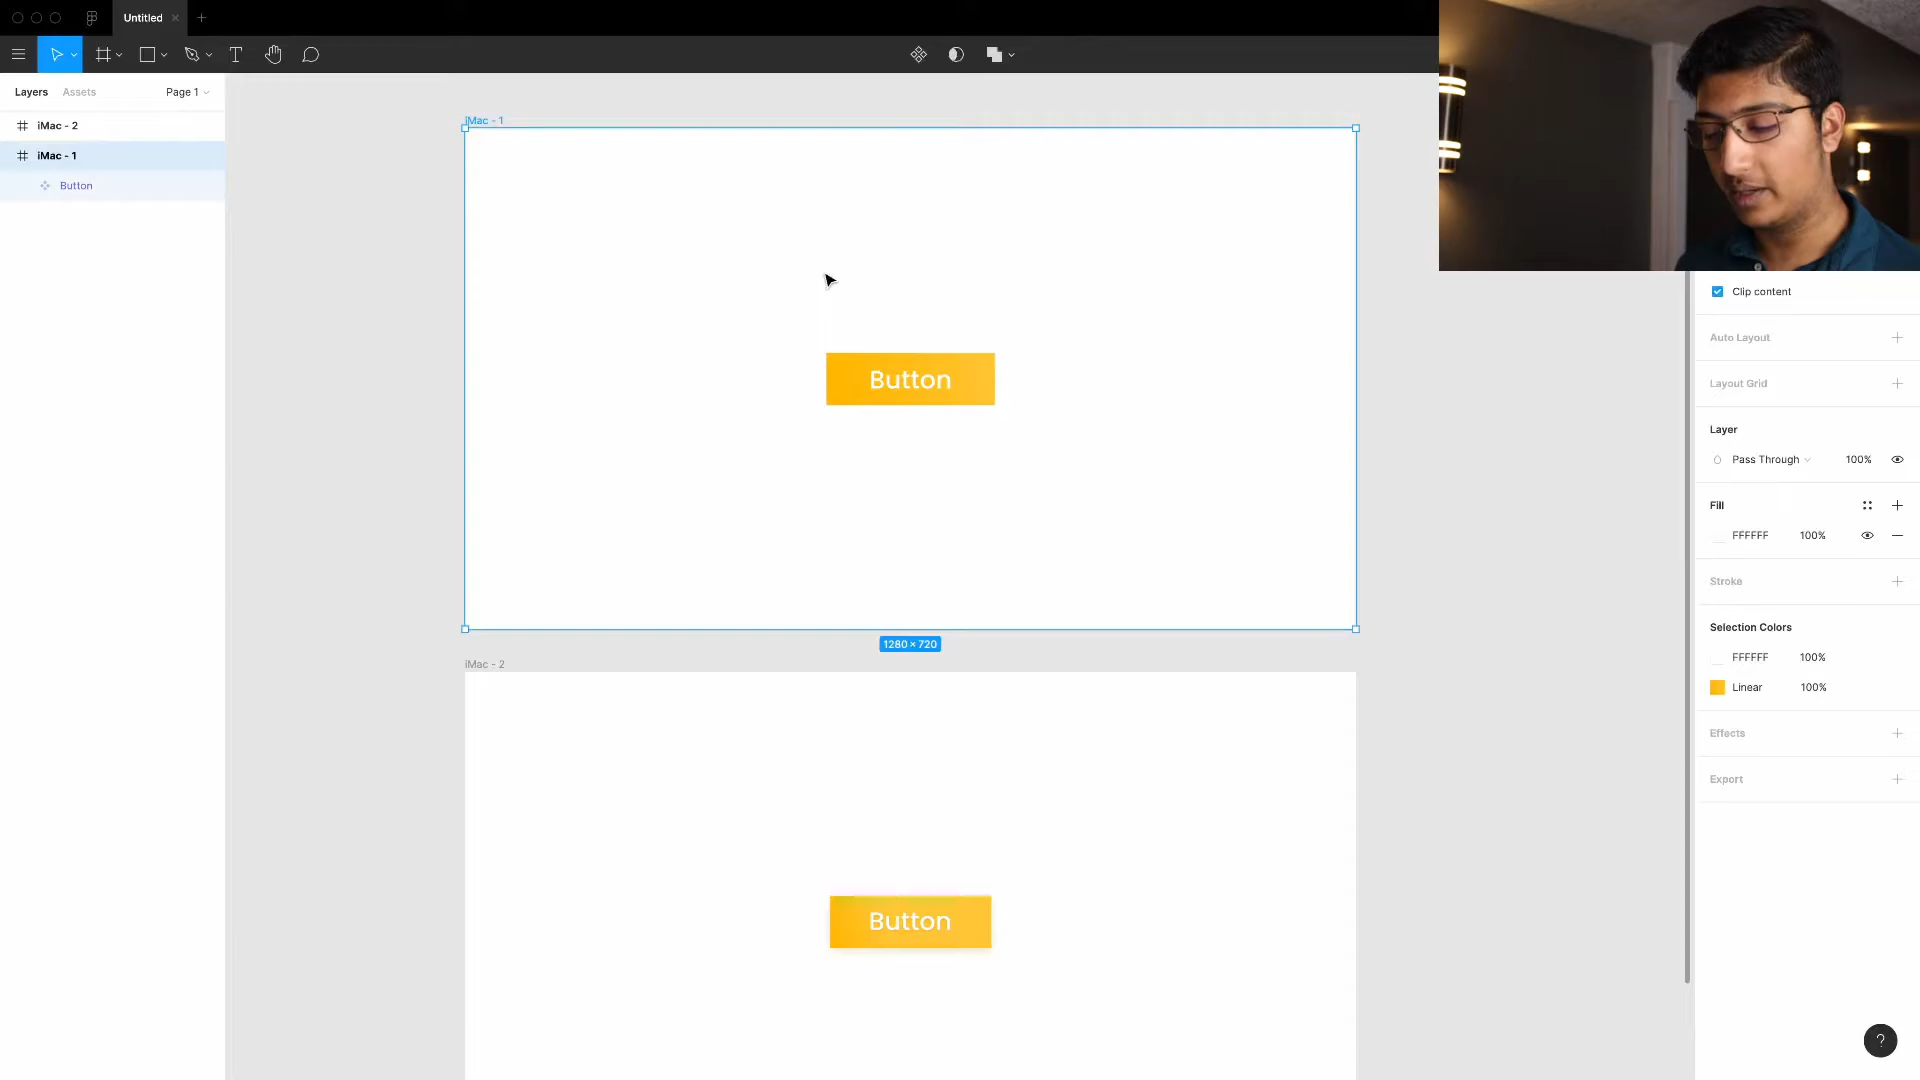 Untitled
Layers Assets Page 1
iMac - 2
iMac - 1
Button
iMac - 1
Button
1280 × 720
iMac - 2
Button
Clip content
Auto Layout
Layout Grid
Layer
Pass Through 100%
Fill
FFFFFF 100%
Stroke
Selection Colors
FFFFFF 100%
Linear 100%
Effects
Export
?